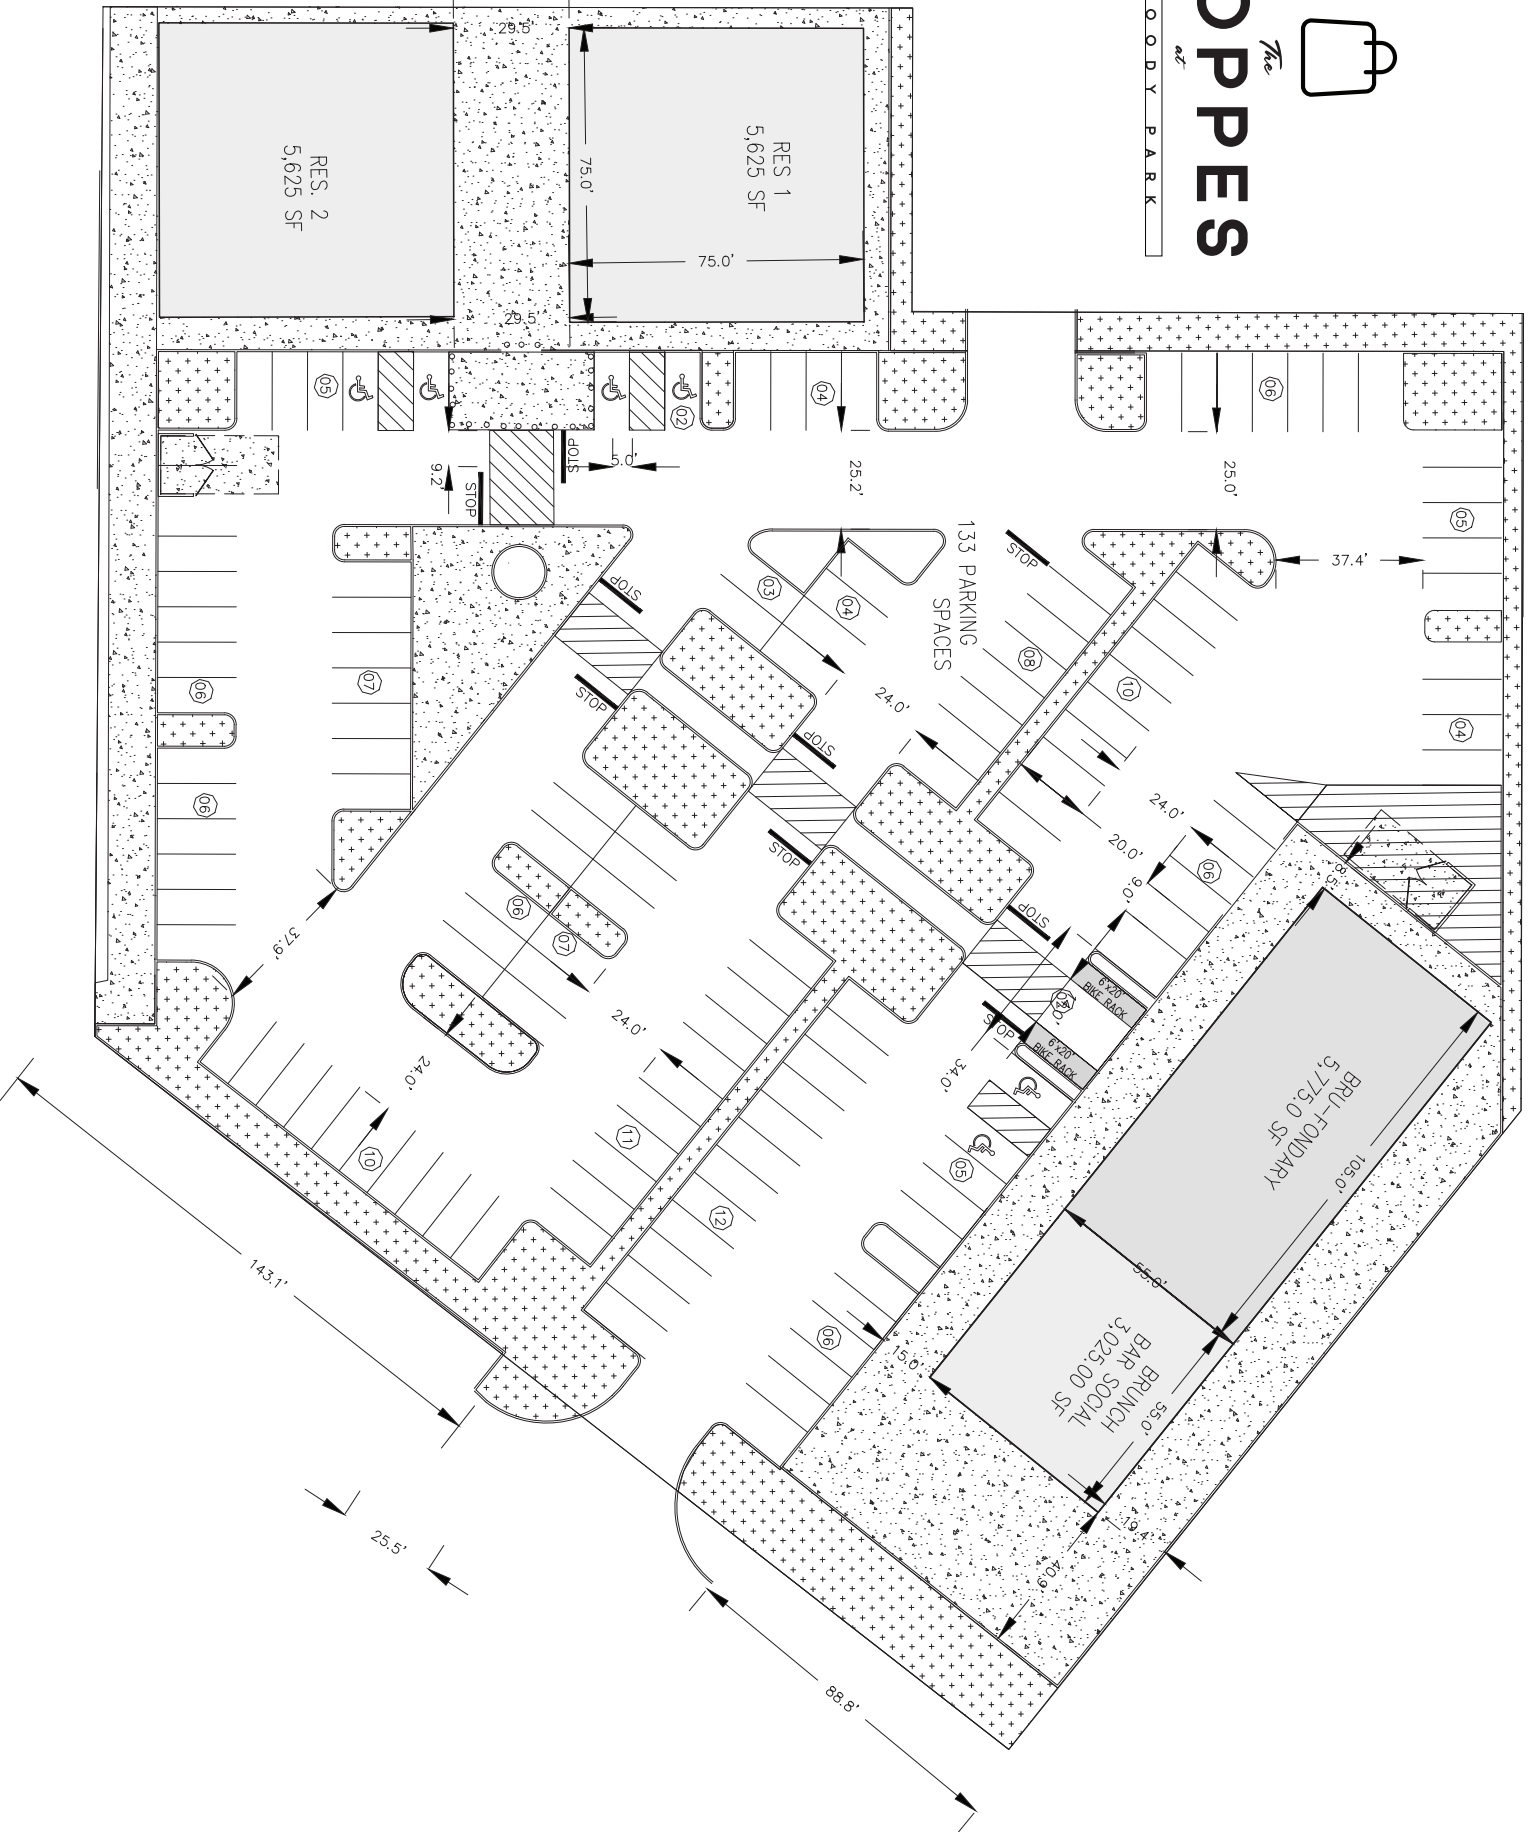 The
OPPES
at
OODY PARK
RES. 2
5,625 SF
RES 1
5,625 SF
29.5'
75.0'
75.0'
29.5'
05
02
04
06
9.2'
STOP
STOP
5.0'
25.2'
25.0'
05
37.4'
133 PARKING
SPACES
STOP
STOP
STOP
03
04
08
10
06
07
04
24.0'
STOP
06
24.0'
20.0'
06
9.0'
8.5'
STOP
STOP
STOP
06
07
37.9'
24.0'
24.0'
6'x20'
BIKE RACK
6'x20'
BIKE RACK
34.0'
05
BRU-FONDARY
5,775.0 SF
105.0'
11
10
12
55.0'
BRUNCH
BAR SOCIAL
3,025.00 SF
55.0'
06
15.0'
143.1'
19.4'
40.9'
25.5'
88.8'